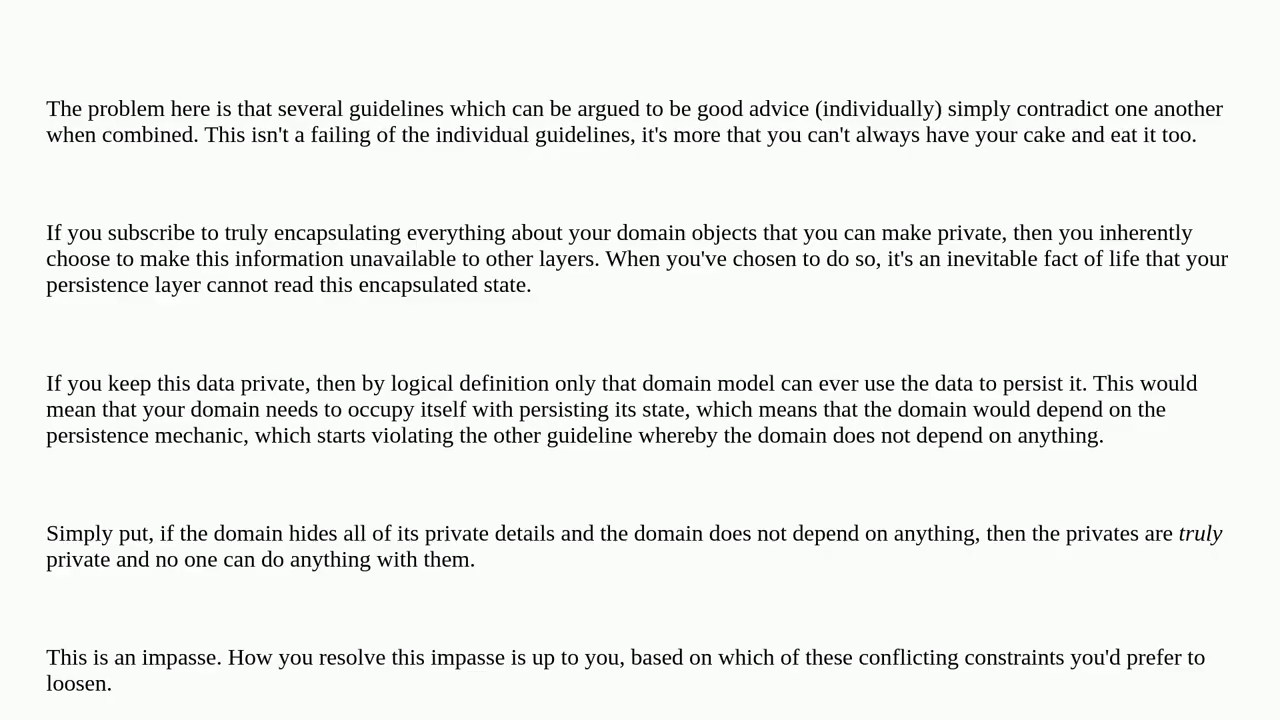 The problem here is that several guidelines which can be argued to be good advice (individually) simply contradict one another
when combined. This isn't a failing of the individual guidelines, it's more that you can't always have your cake and eat it too.
If you subscribe to truly encapsulating everything about your domain objects that you can make private, then you inherently
choose to make this information unavailable to other layers. When you've chosen to do so, it's an inevitable fact of life that your
persistence layer cannot read this encapsulated state.
If you keep this data private, then by logical definition only that domain model can ever use the data to persist it. This would
mean that your domain needs to occupy itself with persisting its state, which means that the domain would depend on the
persistence mechanic, which starts violating the other guideline whereby the domain does not depend on anything.
Simply put, if the domain hides all of its private details and the domain does not depend on anything, then the privates are truly
private and no one can do anything with them.
This is an impasse. How you resolve this impasse is up to you, based on which of these conflicting constraints you'd prefer to
loosen.